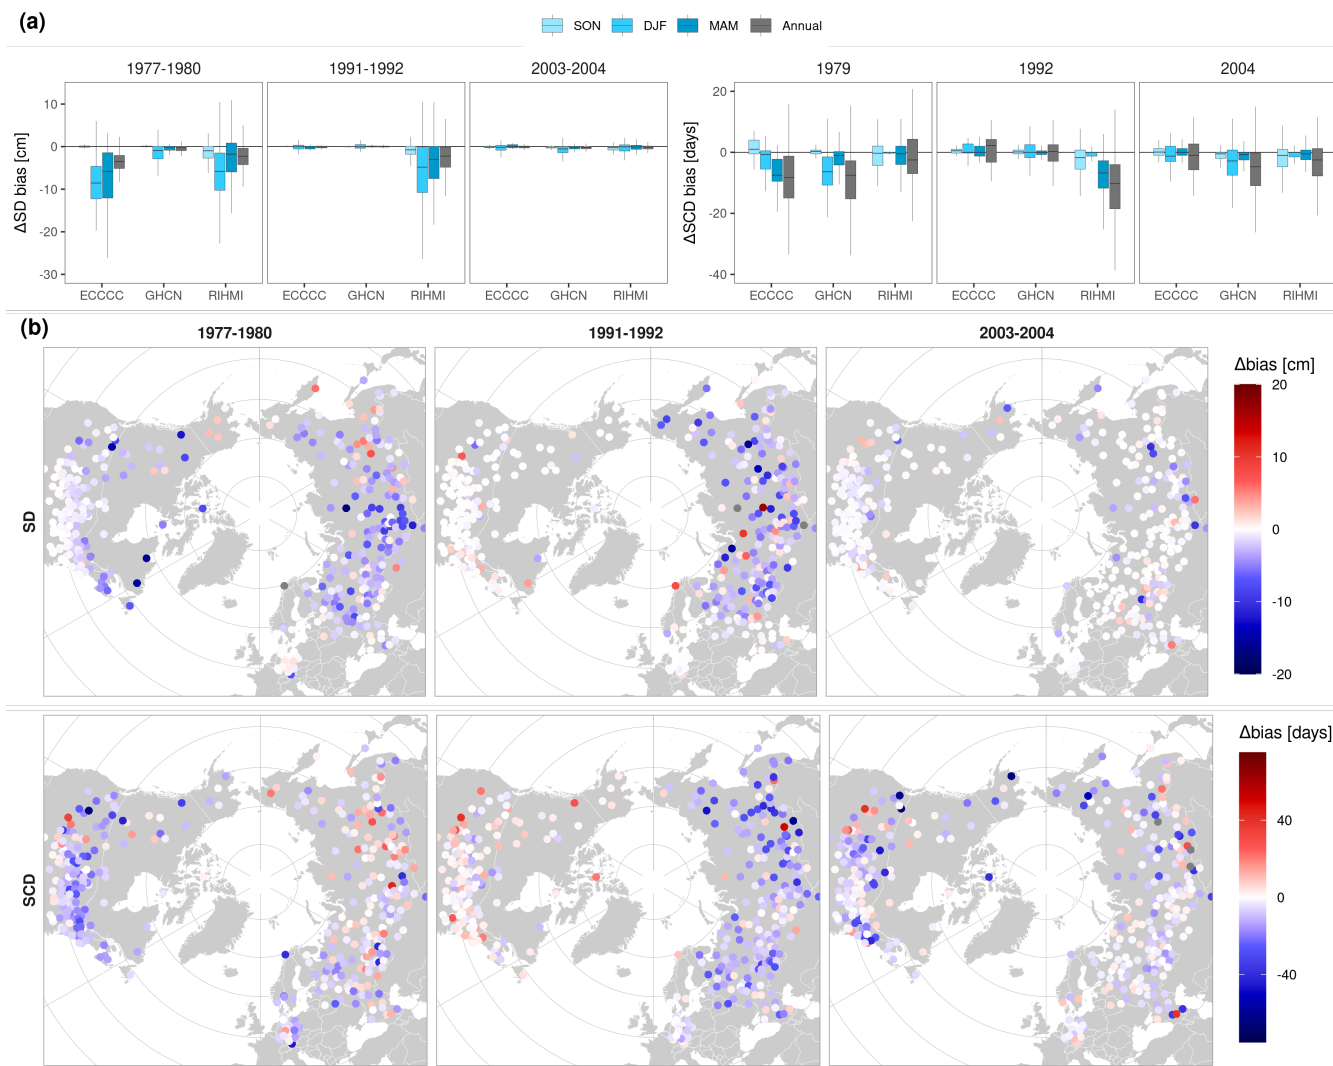 (a)
SON DJF MAM Annual
1977-1980 1991-1992 2003-2004 1979 1992 2004
ΔSD bias [cm]
10
0
-10
-20
-30
ECCCC GHCN RIHMI ECCCC GHCN RIHMI ECCCC GHCN RIHMI
ΔSCD bias [days]
20
0
-20
-40
ECCCC GHCN RIHMI ECCCC GHCN RIHMI ECCCC GHCN RIHMI
(b)
1977-1980 1991-1992 2003-2004
SD
Δbias [cm]
20
10
0
-10
-20
SCD
Δbias [days]
40
0
-40